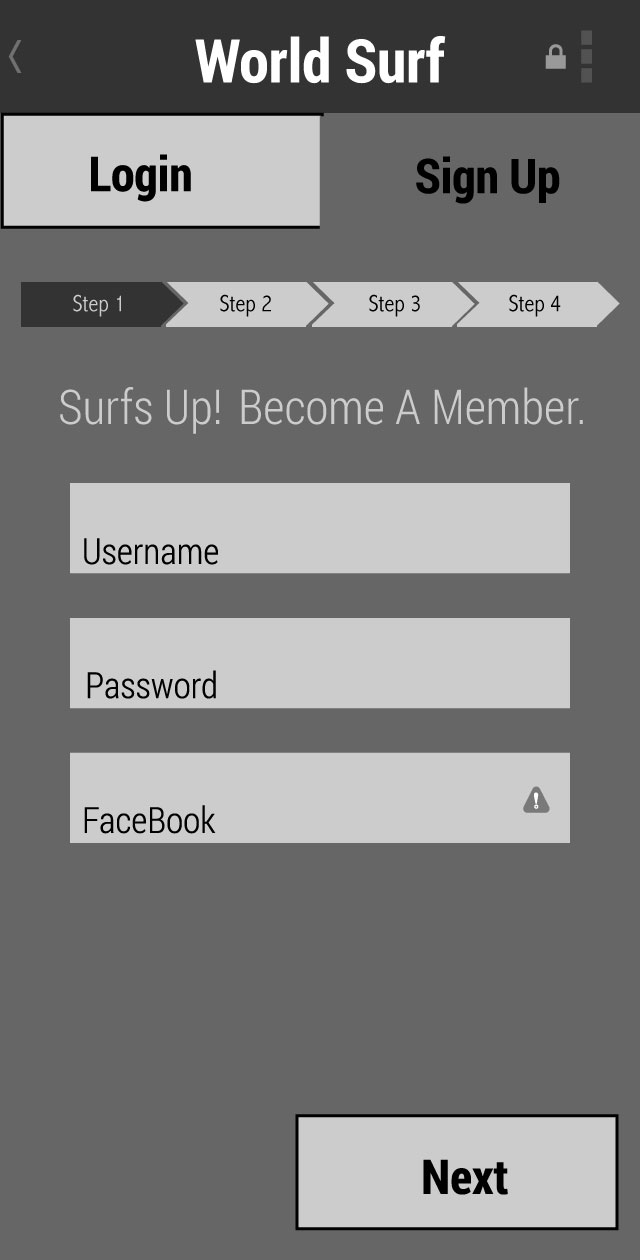 World Surf
Login
Sign Up
Step 1
Step 2
Step 3
Step 4
Surfs Up! Become A Member.
Username
Password
FaceBook
Next